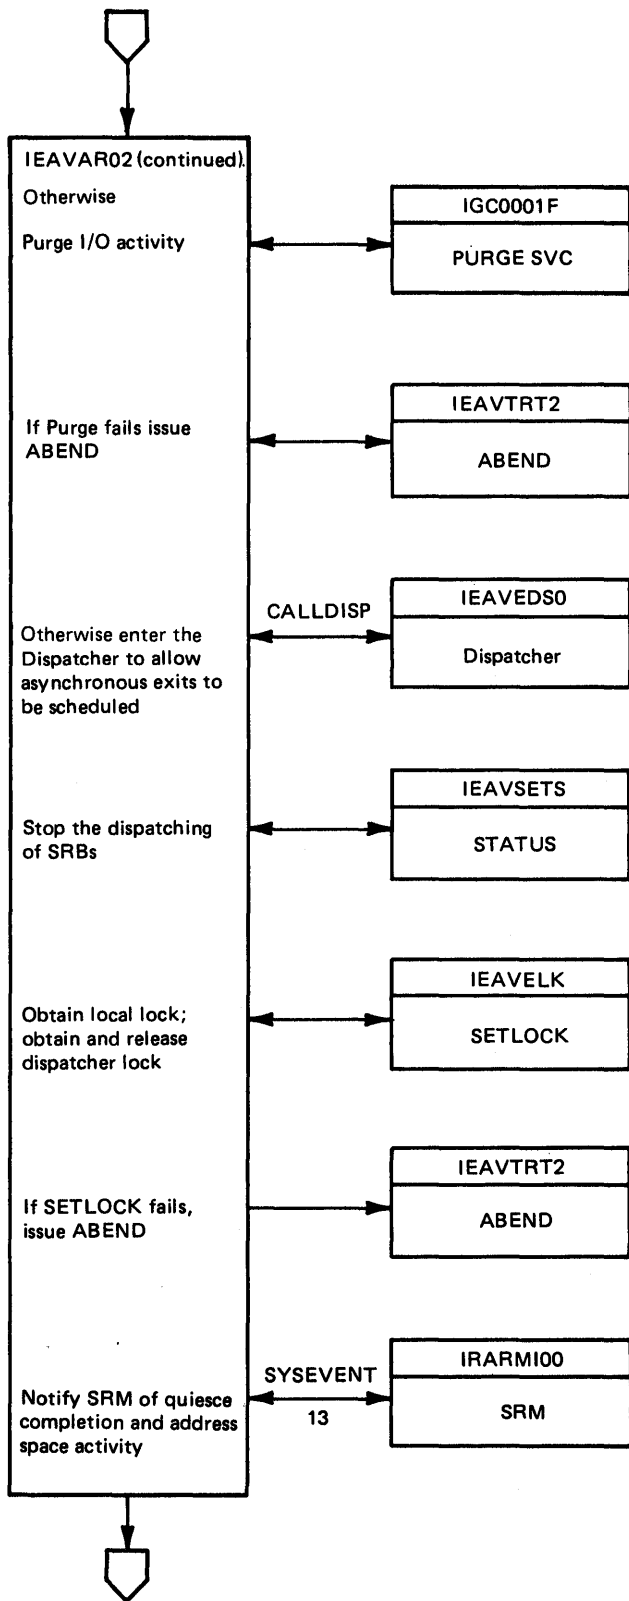 IEAVAR02 (continued).
Otherwise
IGC0001F
Purge I/O activity
PURGE SVC
IEAVTRT2
If Purge fails issue
ABEND
ABEND
IEAVEDS0
CALLDISP
Otherwise enter the
Dispatcher to allow
asynchronous exits to
be scheduled
Dispatcher
IEAVSETS
Stop the dispatching
of SRBs
STATUS
IEAVELK
Obtain local lock;
obtain and release
dispatcher lock
SETLOCK
IEAVTRT2
If SETLOCK fails,
issue ABEND
ABEND
IRARMI00
SYSEVENT
13
Notify SRM of quiesce
completion and address
space activity
SRM